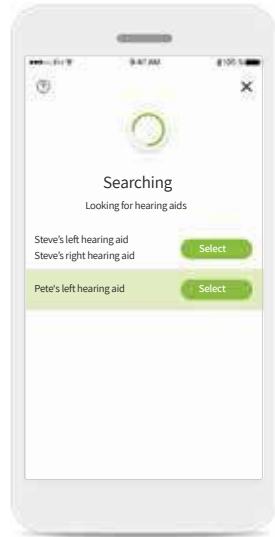 9:47 AM
Searching
Looking for hearing aids
Steve's left hearing aid
Steve's right hearing aid
Select
Pete's left hearing aid
Select